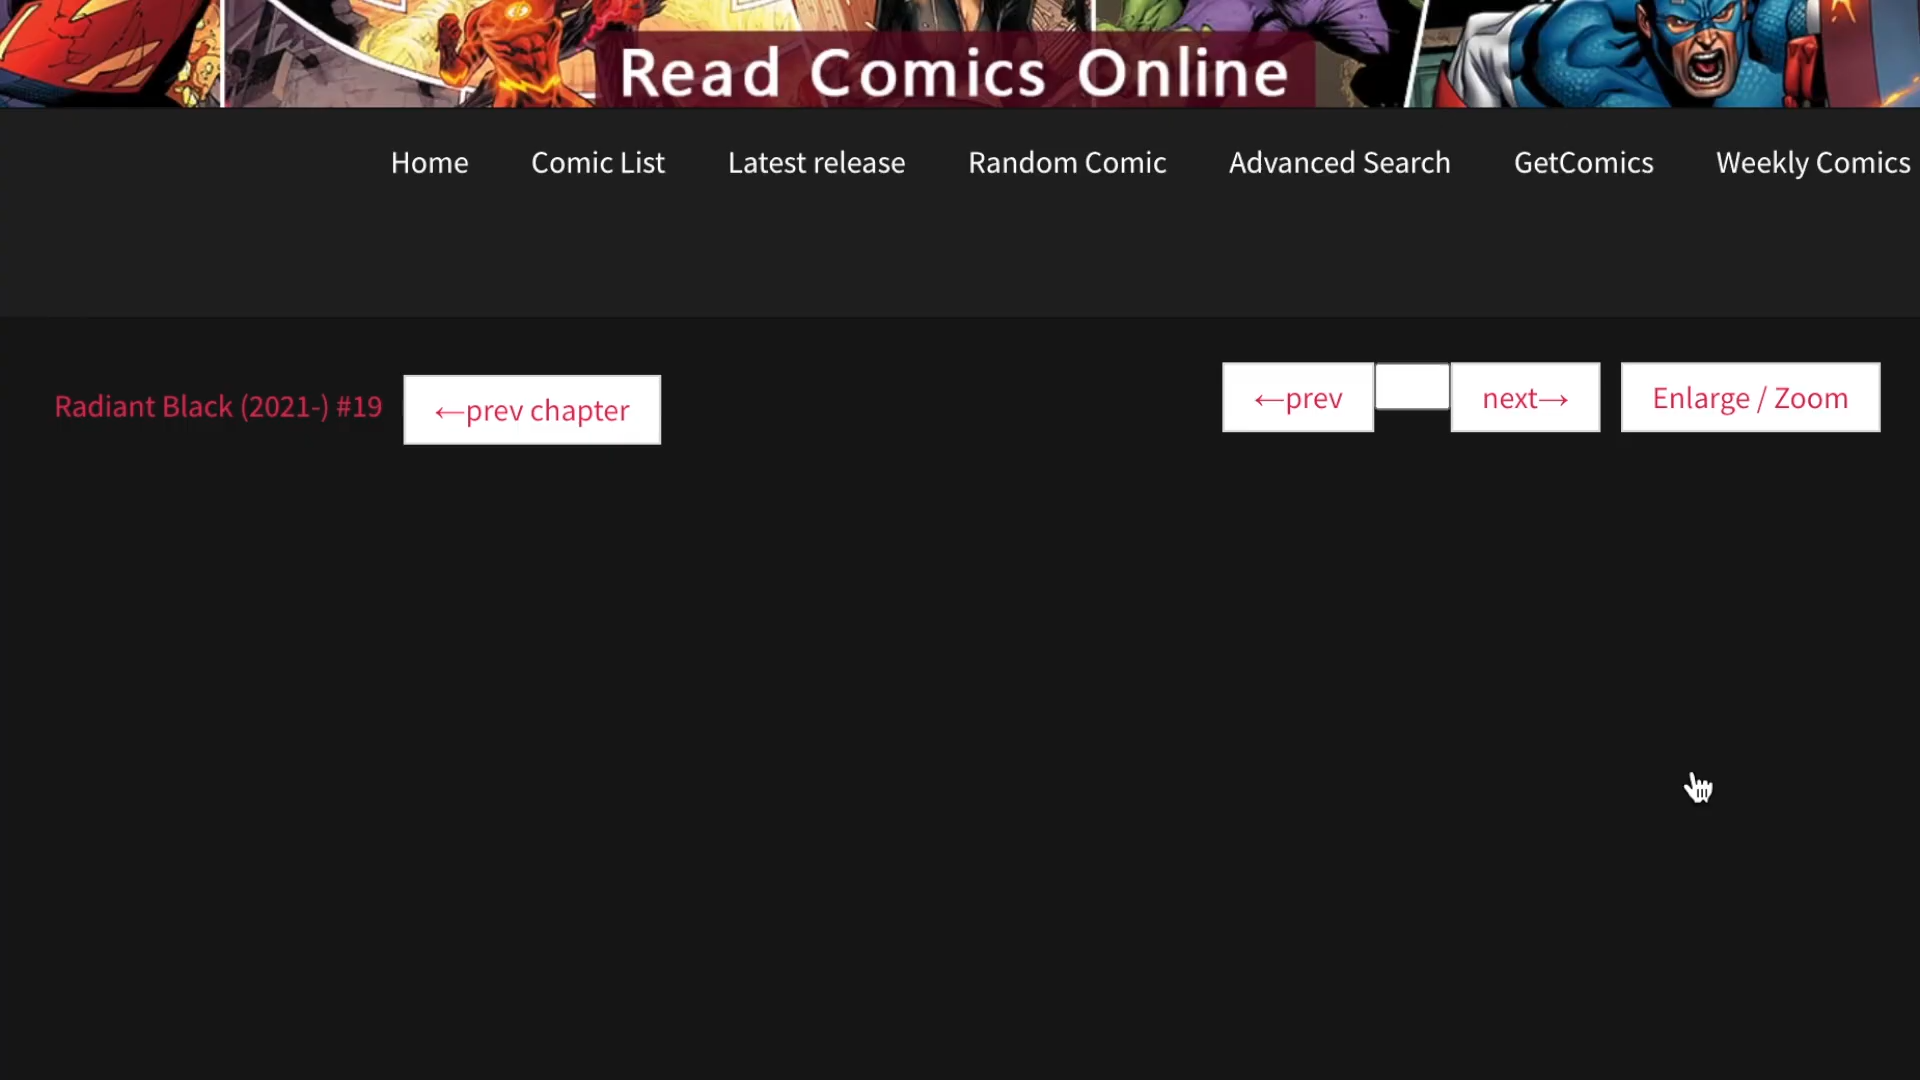 Read Comics Online
Home Comic List Latest release Random Comic Advanced Search GetComics Weekly Comics
Radiant Black (2021-) #19 ←prev chapter ←prev next→ Enlarge / Zoom